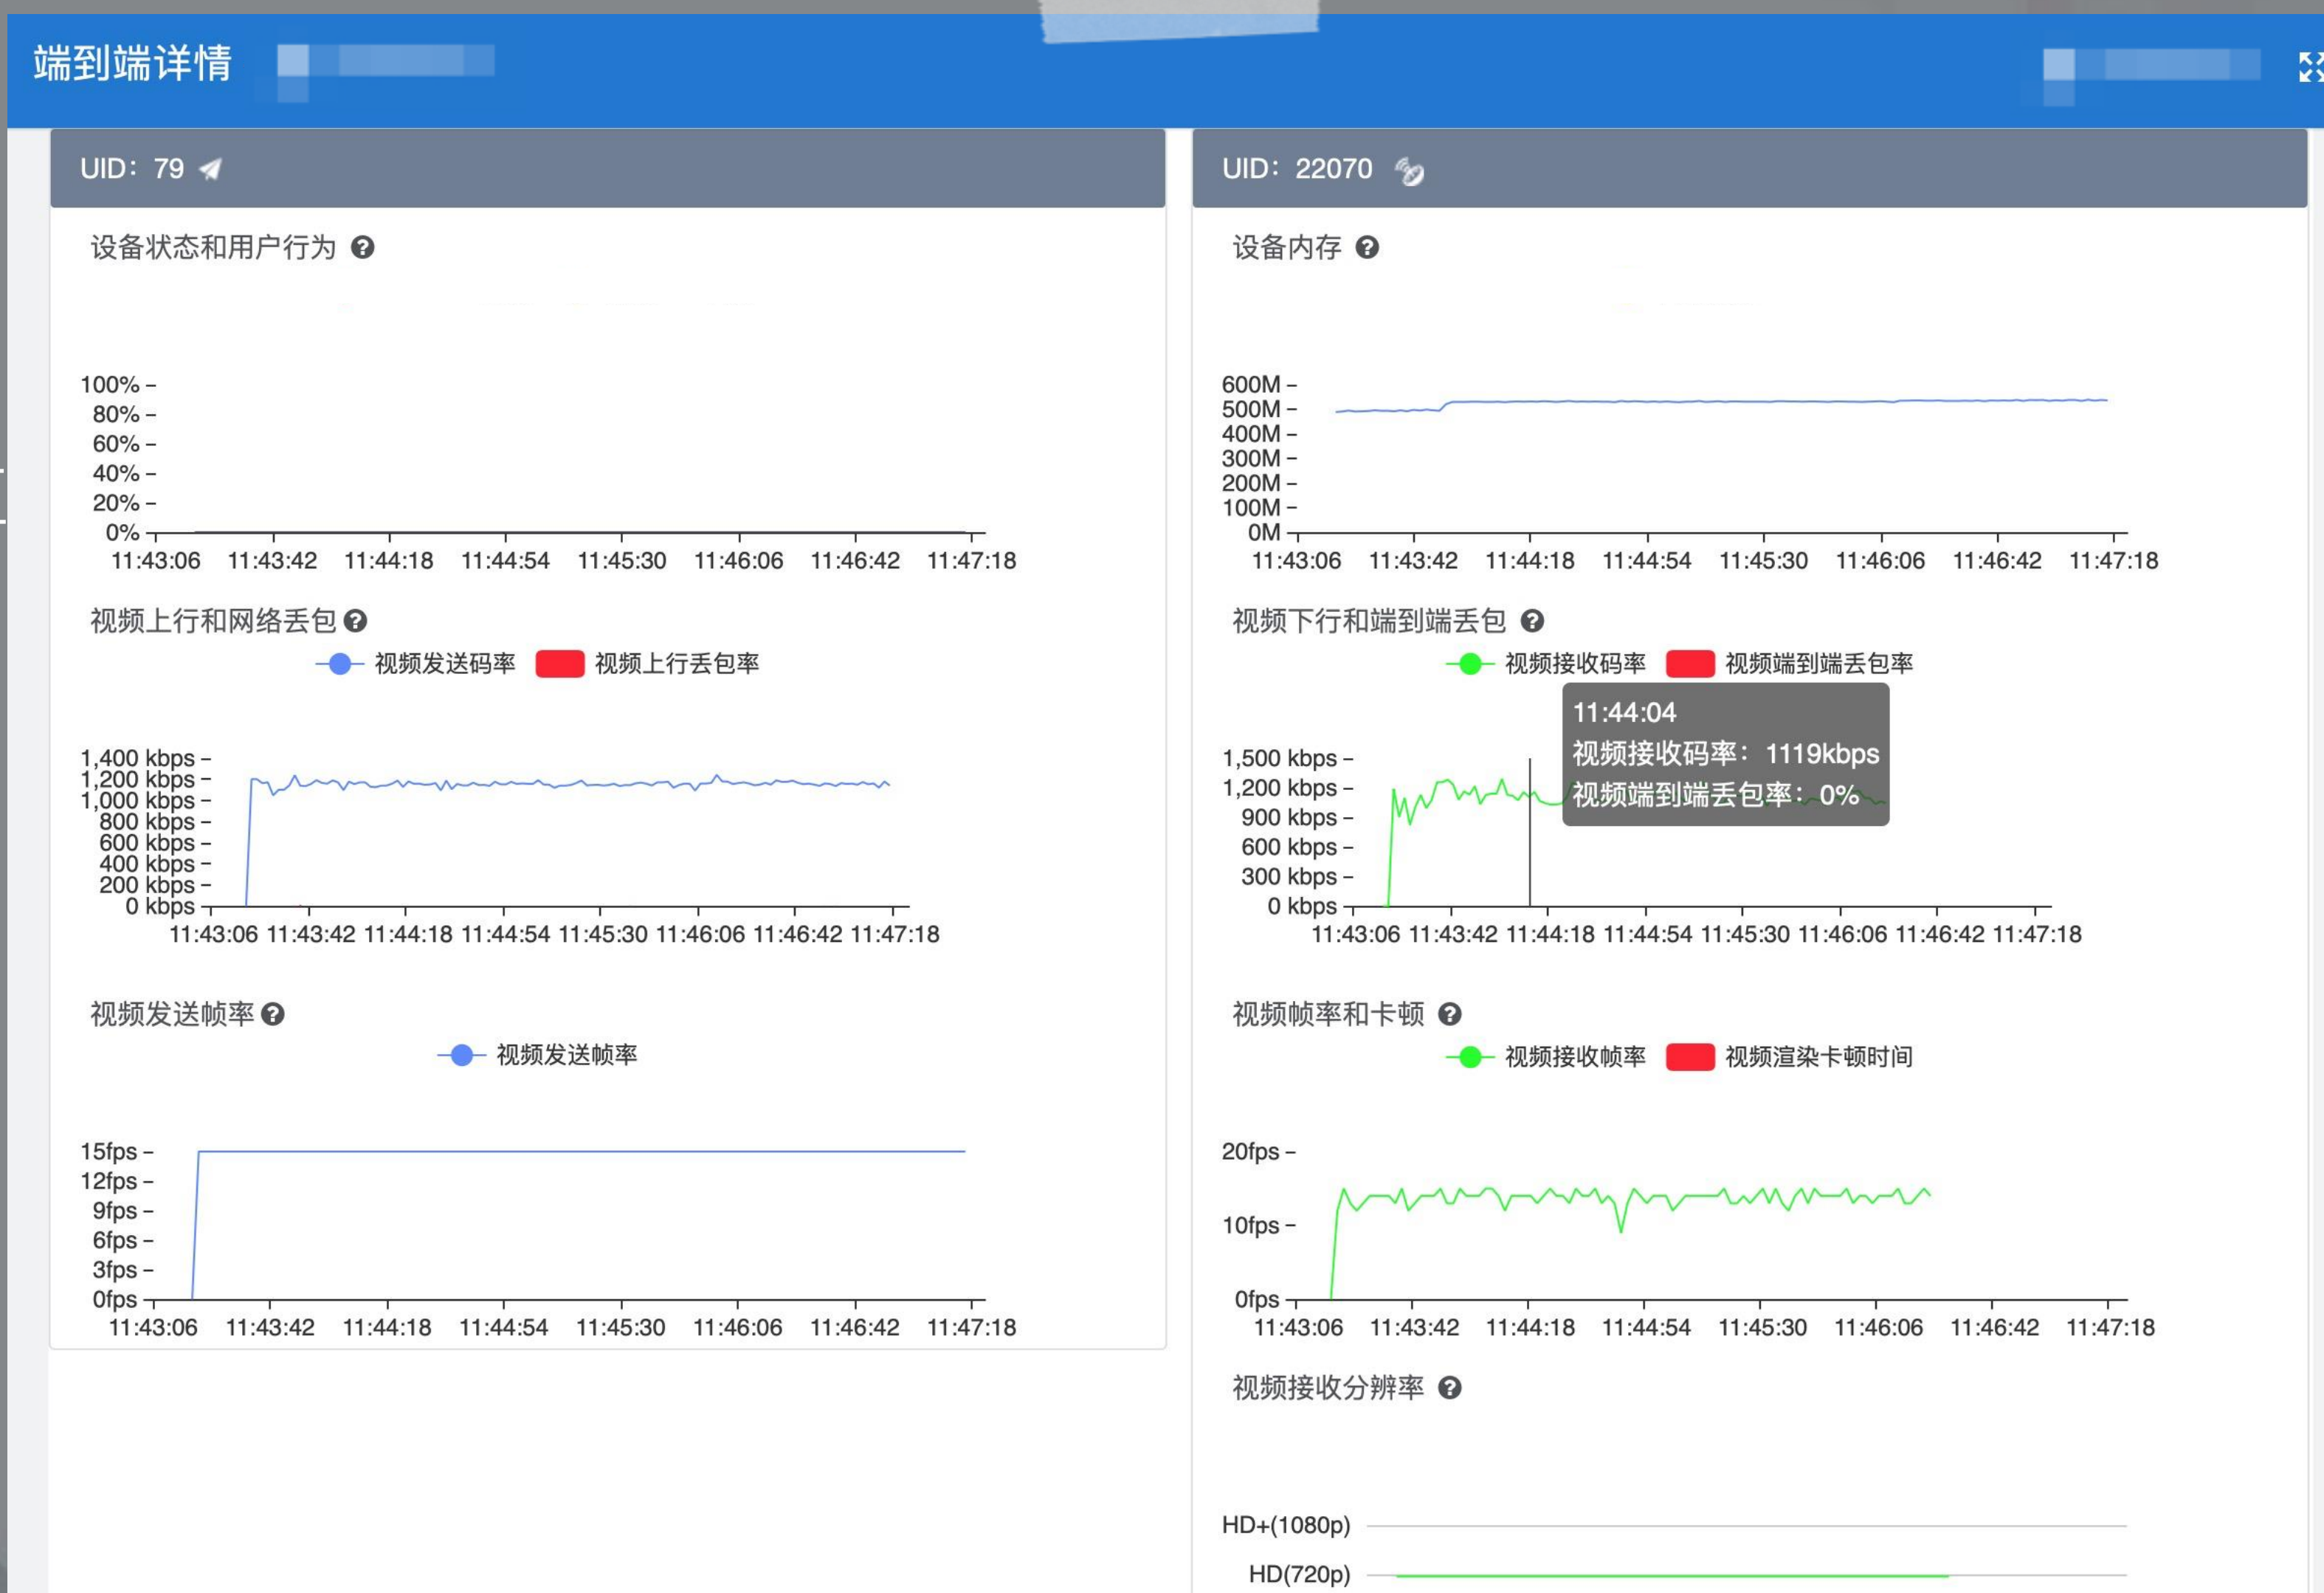 端到端详情
UID：79
设备状态和用户行为 ?
100%
80%
60%
40%
20%
0%
11:43:06 11:43:42 11:44:18 11:44:54 11:45:30 11:46:06 11:46:42 11:47:18
视频上行和网络丢包 ?
视频发送码率 视频上行丢包率
1,400 kbps
1,200 kbps
1,000 kbps
800 kbps
600 kbps
400 kbps
200 kbps
0 kbps
11:43:06 11:43:42 11:44:18 11:44:54 11:45:30 11:46:06 11:46:42 11:47:18
视频发送帧率 ?
视频发送帧率
15fps
12fps
9fps
6fps
3fps
0fps
11:43:06 11:43:42 11:44:18 11:44:54 11:45:30 11:46:06 11:46:42 11:47:18
UID：22070
设备内存 ?
600M
500M
400M
300M
200M
100M
0M
11:43:06 11:43:42 11:44:18 11:44:54 11:45:30 11:46:06 11:46:42 11:47:18
视频下行和端到端丢包 ?
视频接收码率 视频端到端丢包率
11:44:04
视频接收码率：1119kbps
视频端到端丢包率：0%
1,500 kbps
1,200 kbps
900 kbps
600 kbps
300 kbps
0 kbps
11:43:06 11:43:42 11:44:18 11:44:54 11:45:30 11:46:06 11:46:42 11:47:18
视频帧率和卡顿 ?
视频接收帧率 视频渲染卡顿时间
20fps
10fps
0fps
11:43:06 11:43:42 11:44:18 11:44:54 11:45:30 11:46:06 11:46:42 11:47:18
视频接收分辨率 ?
HD+(1080p)
HD(720p)